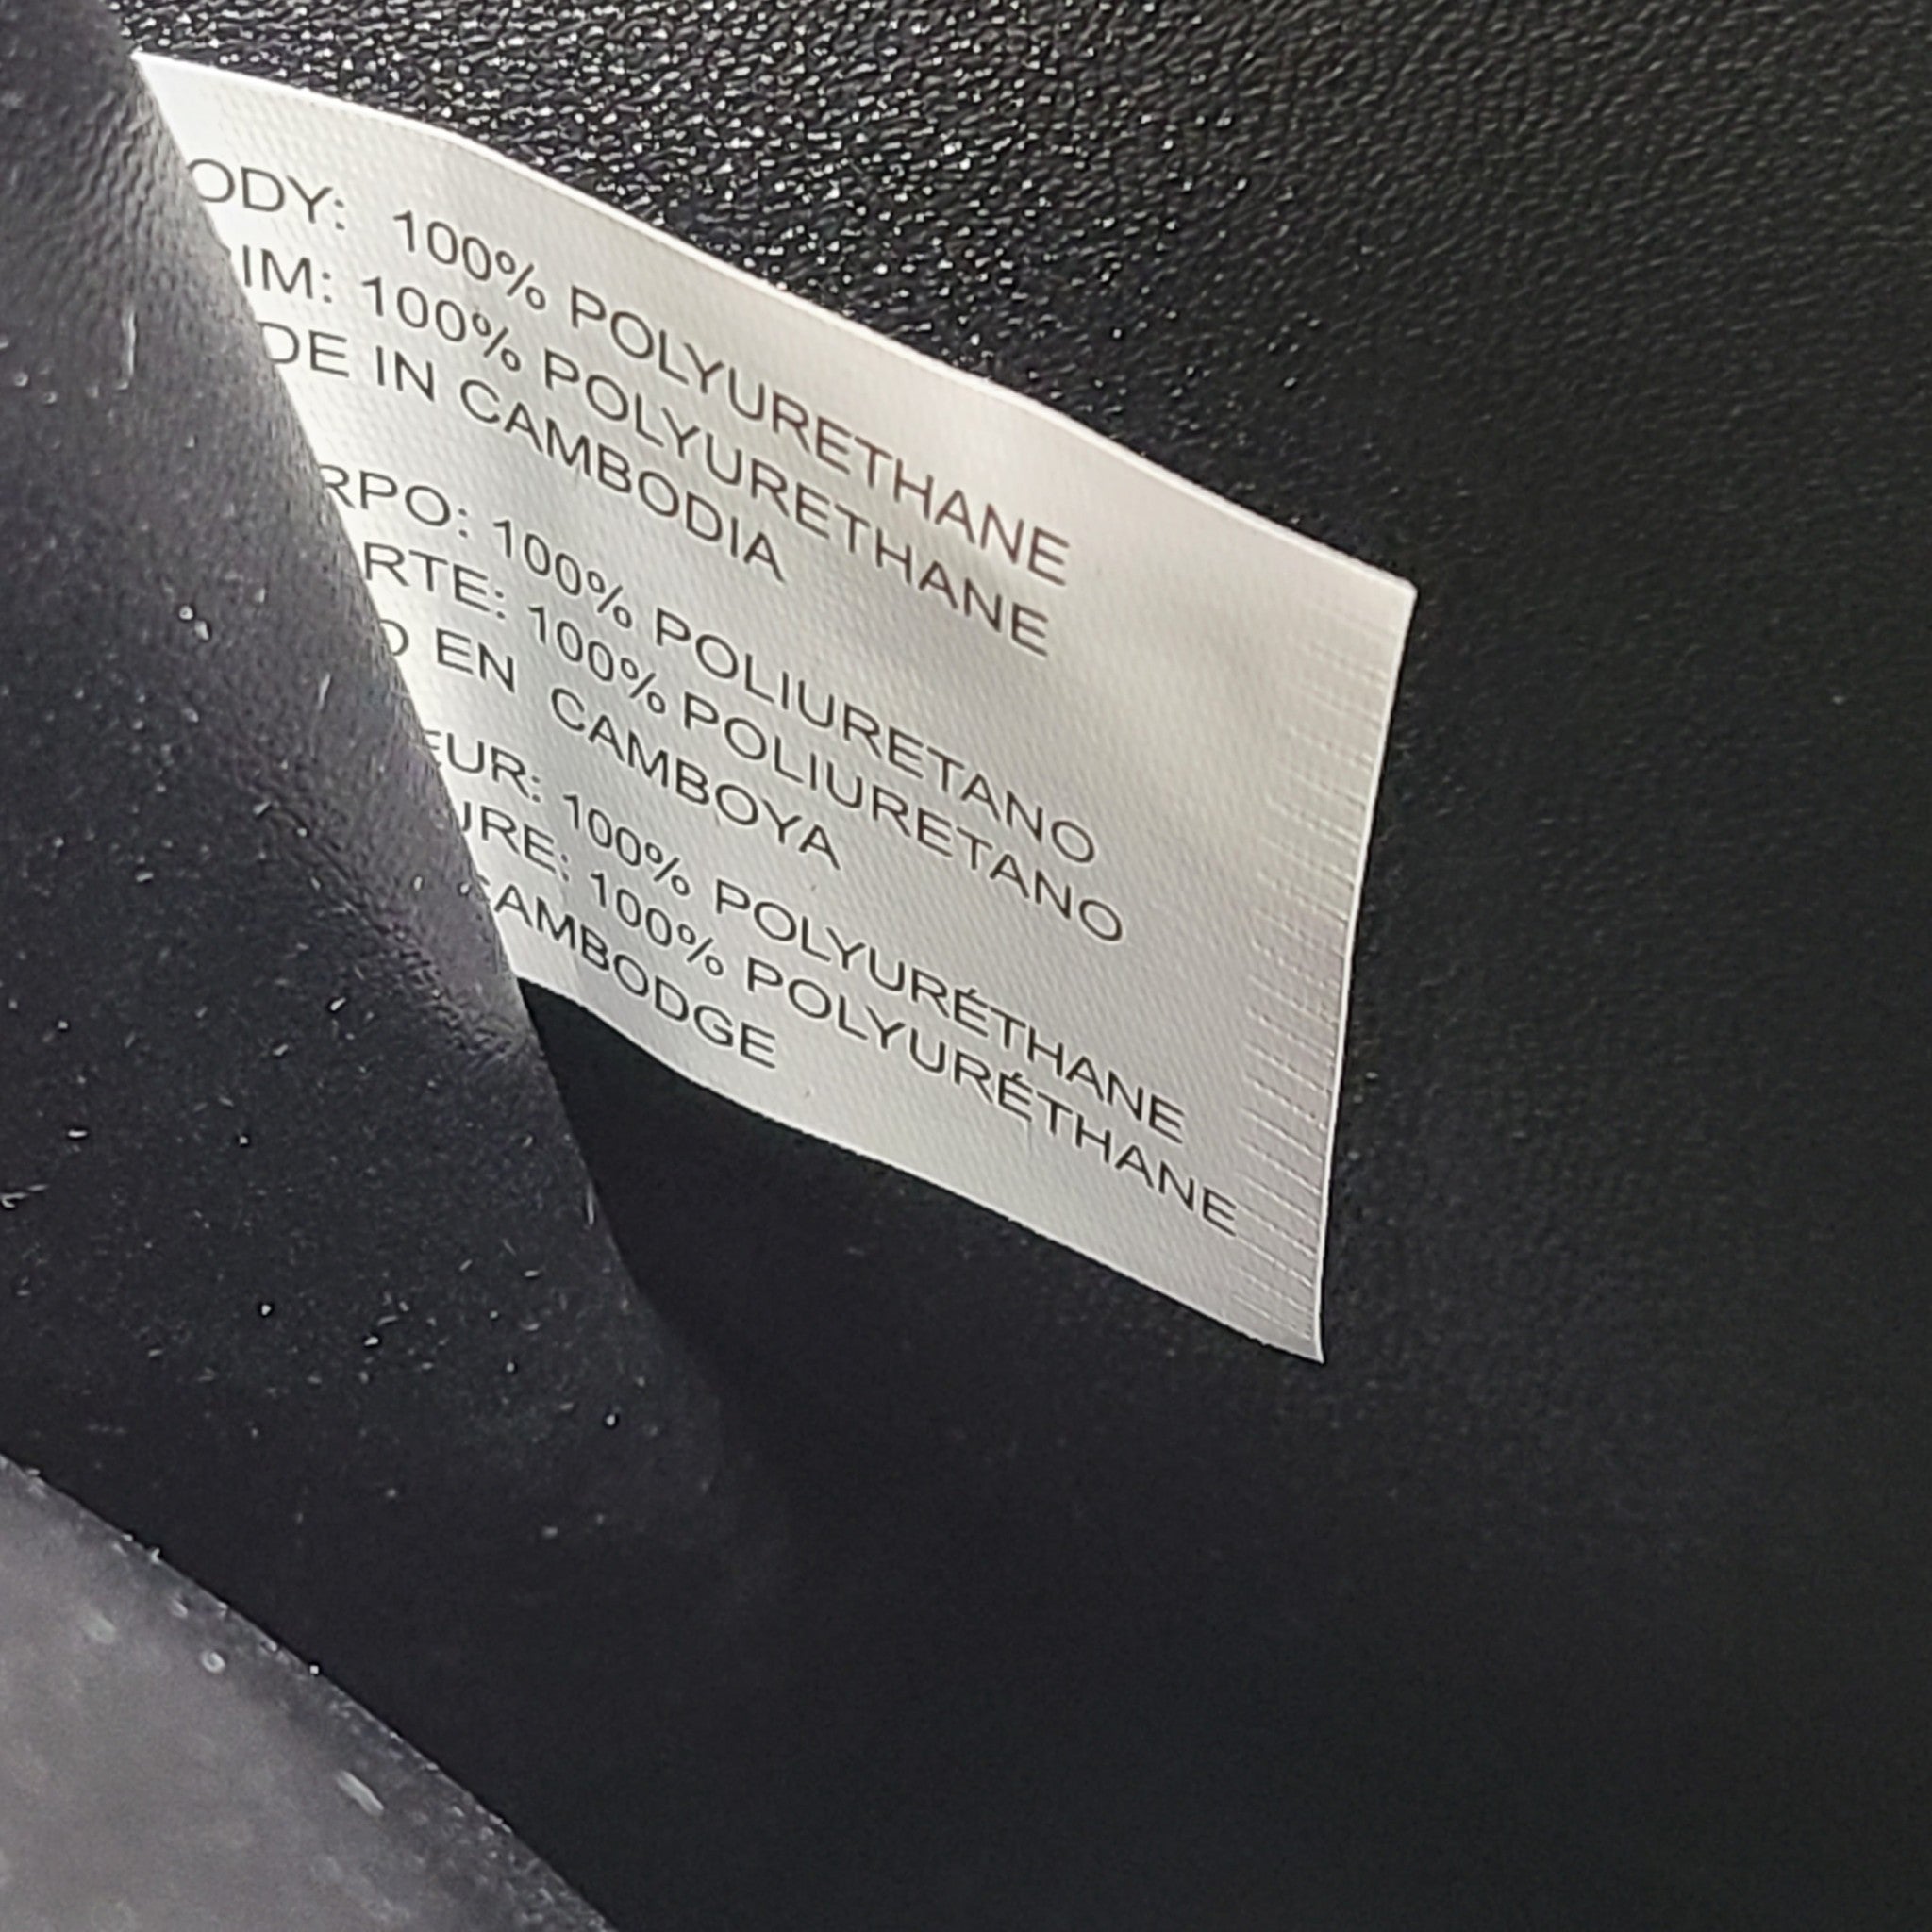 ODY: 100% POLYURETHANE
IM: 100% POLYURETHANE
DE IN CAMBODIA
RPO: 100% POLIURETANO
RTE: 100% POLIURETANO
O EN CAMBOYA
EUR: 100% POLYURÉTHANE
URE: 100% POLYURÉTHANE
CAMBODGE